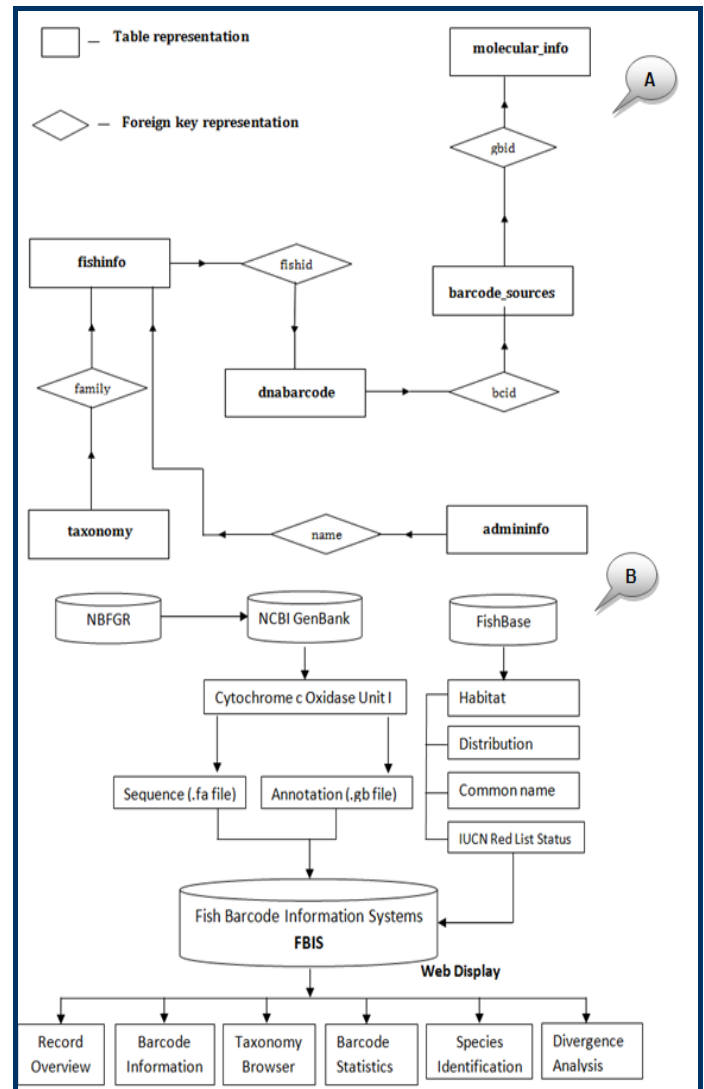 – Table representation
– Foreign key representation
molecular_info
A
gbid
fishinfo
fishid
barcode_sources
family
dnabarcode
bcid
taxonomy
name
admininfo
B
NBFGR
NCBI GenBank
FishBase
Cytochrome c Oxidase Unit I
Habitat
Distribution
Sequence (.fa file)
Annotation (.gb file)
Common name
IUCN Red List Status
Fish Barcode Information Systems
FBIS
Web Display
Record
Overview
Barcode
Information
Taxonomy
Browser
Barcode
Statistics
Species
Identification
Divergence
Analysis